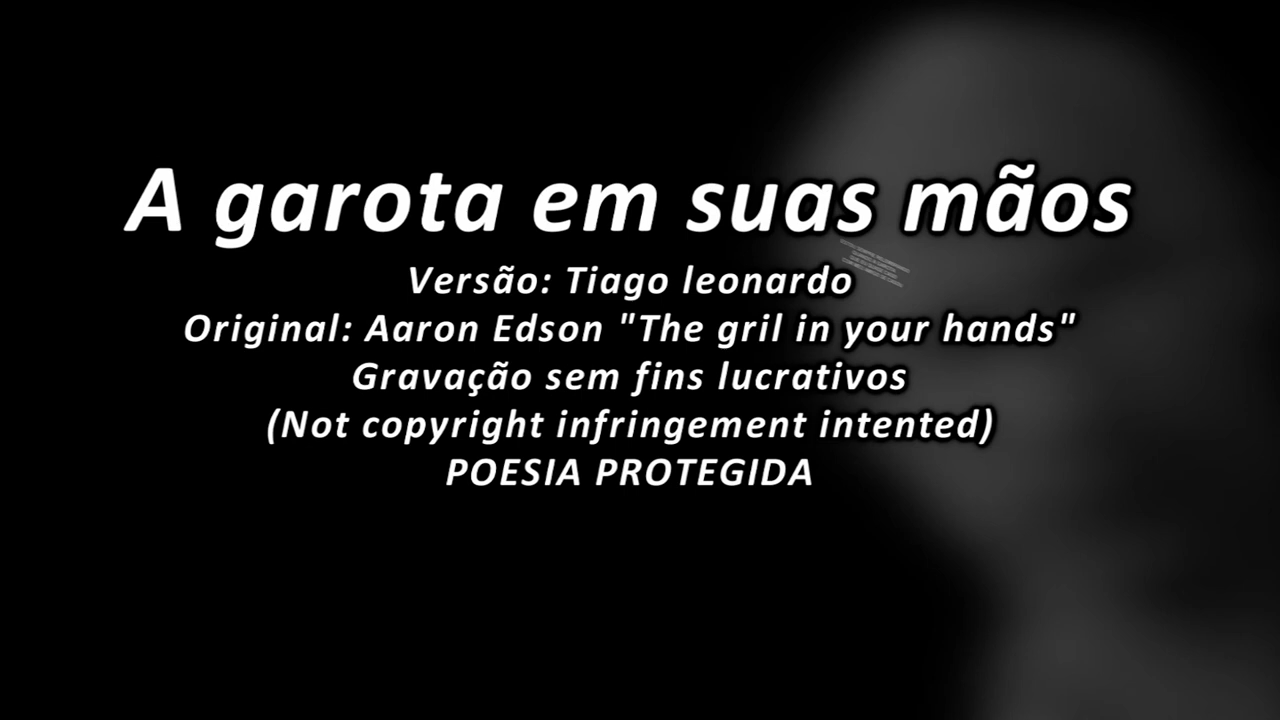 A garota em suas mãos
Versão: Tiago leonardo
Original: Aaron Edson "The gril in your hands"
Gravação sem fins lucrativos
(Not copyright infringement intented)
POESIA PROTEGIDA